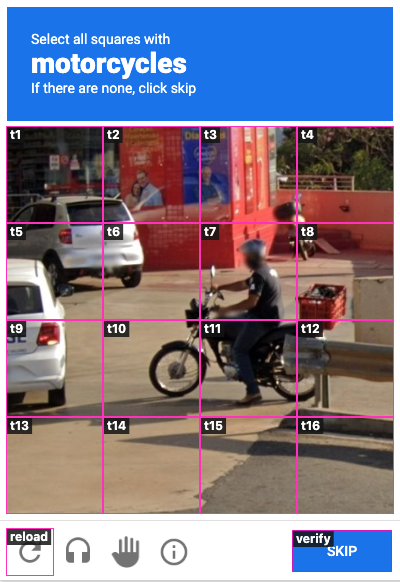 Select all squares with
motorcycles
If there are none, click skip
t1
t2
t3
t4
t5
t6
t7
t8
t9
t10
t11
t12
t13
t14
t15
t16
reload
verify
SKIP